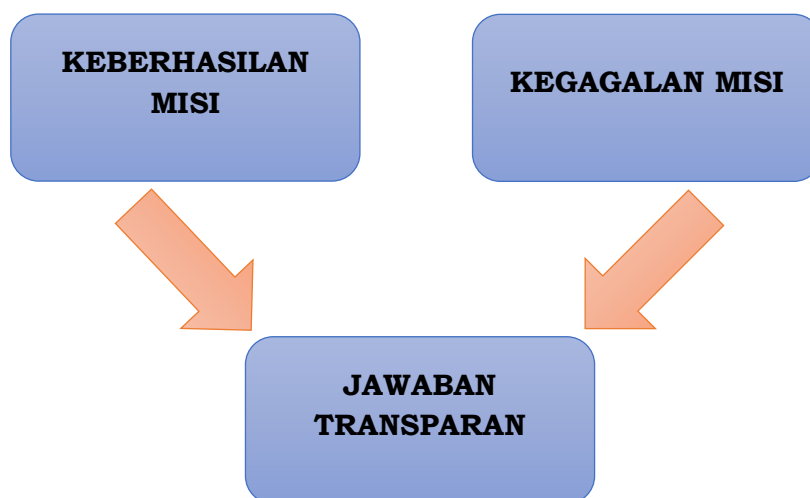 KEBERHASILAN
MISI
KEGAGALAN MISI
JAWABAN
TRANSPARAN